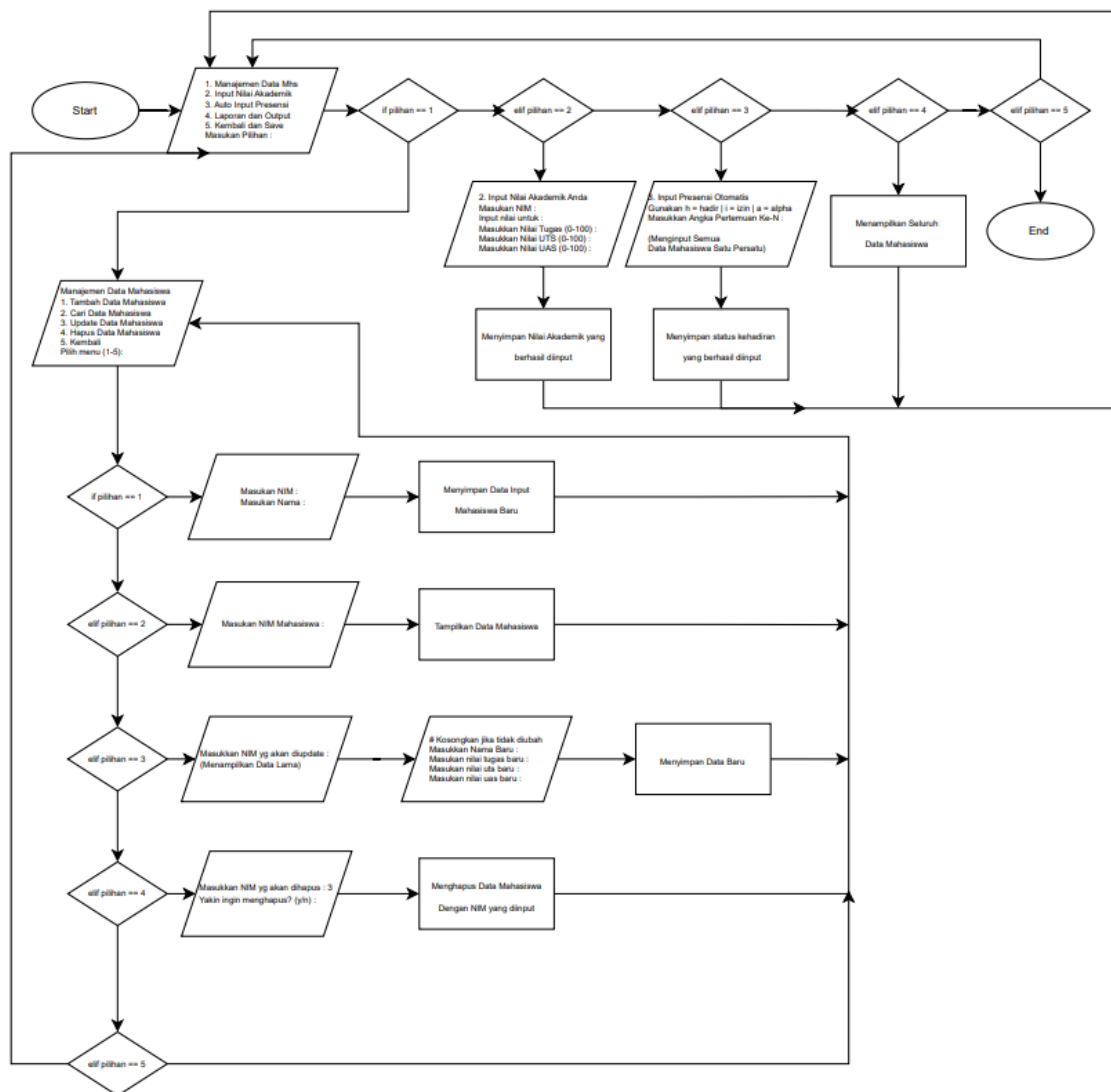 Start
1. Manajemen Data Mhs
2. Input Nilai Akademik
3. Auto Input Presensi
4. Laporan dan Output
5. Kembali dan Save
Masukan Pilihan :
if pilihan == 1
elif pilihan == 2
elif pilihan == 3
elif pilihan == 4
elif pilihan == 5
2. Input Nilai Akademik Anda
Masukan NIM :
Input nilai untuk :
Masukkan Nilai Tugas (0-100) :
Masukkan Nilai UTS (0-100) :
Masukkan Nilai UAS (0-100) :
3. Input Presensi Otomatis
Gunakan h = hadir | i = izin | a = alpha
Masukkan Angka Pertemuan Ke-N :
(Menginput Semua
Data Mahasiswa Satu Persatu)
Menampilkan Seluruh
Data Mahasiswa
End
Menyimpan Nilai Akademik yang
berhasil diinput
Menyimpan status kehadiran
yang berhasil diinput
Manajemen Data Mahasiswa
1. Tambah Data Mahasiswa
2. Cari Data Mahasiswa
3. Update Data Mahasiswa
4. Hapus Data Mahasiswa
5. Kembali
Pilih menu (1-5):
if pilihan == 1
Masukan NIM :
Masukan Nama :
Menyimpan Data Input
Mahasiswa Baru
elif pilihan == 2
Masukan NIM Mahasiswa :
Tampilkan Data Mahasiswa
elif pilihan == 3
Masukkan NIM yg akan diupdate :
(Menampilkan Data Lama)
# Kosongkan jika tidak diubah
Masukkan Nama Baru :
Masukan nilai tugas baru :
Masukan nilai uts baru :
Masukan nilai uas baru :
Menyimpan Data Baru
elif pilihan == 4
Masukkan NIM yg akan dihapus : 3
Yakin ingin menghapus? (y/n) :
Menghapus Data Mahasiswa
Dengan NIM yang diinput
elif pilihan == 5